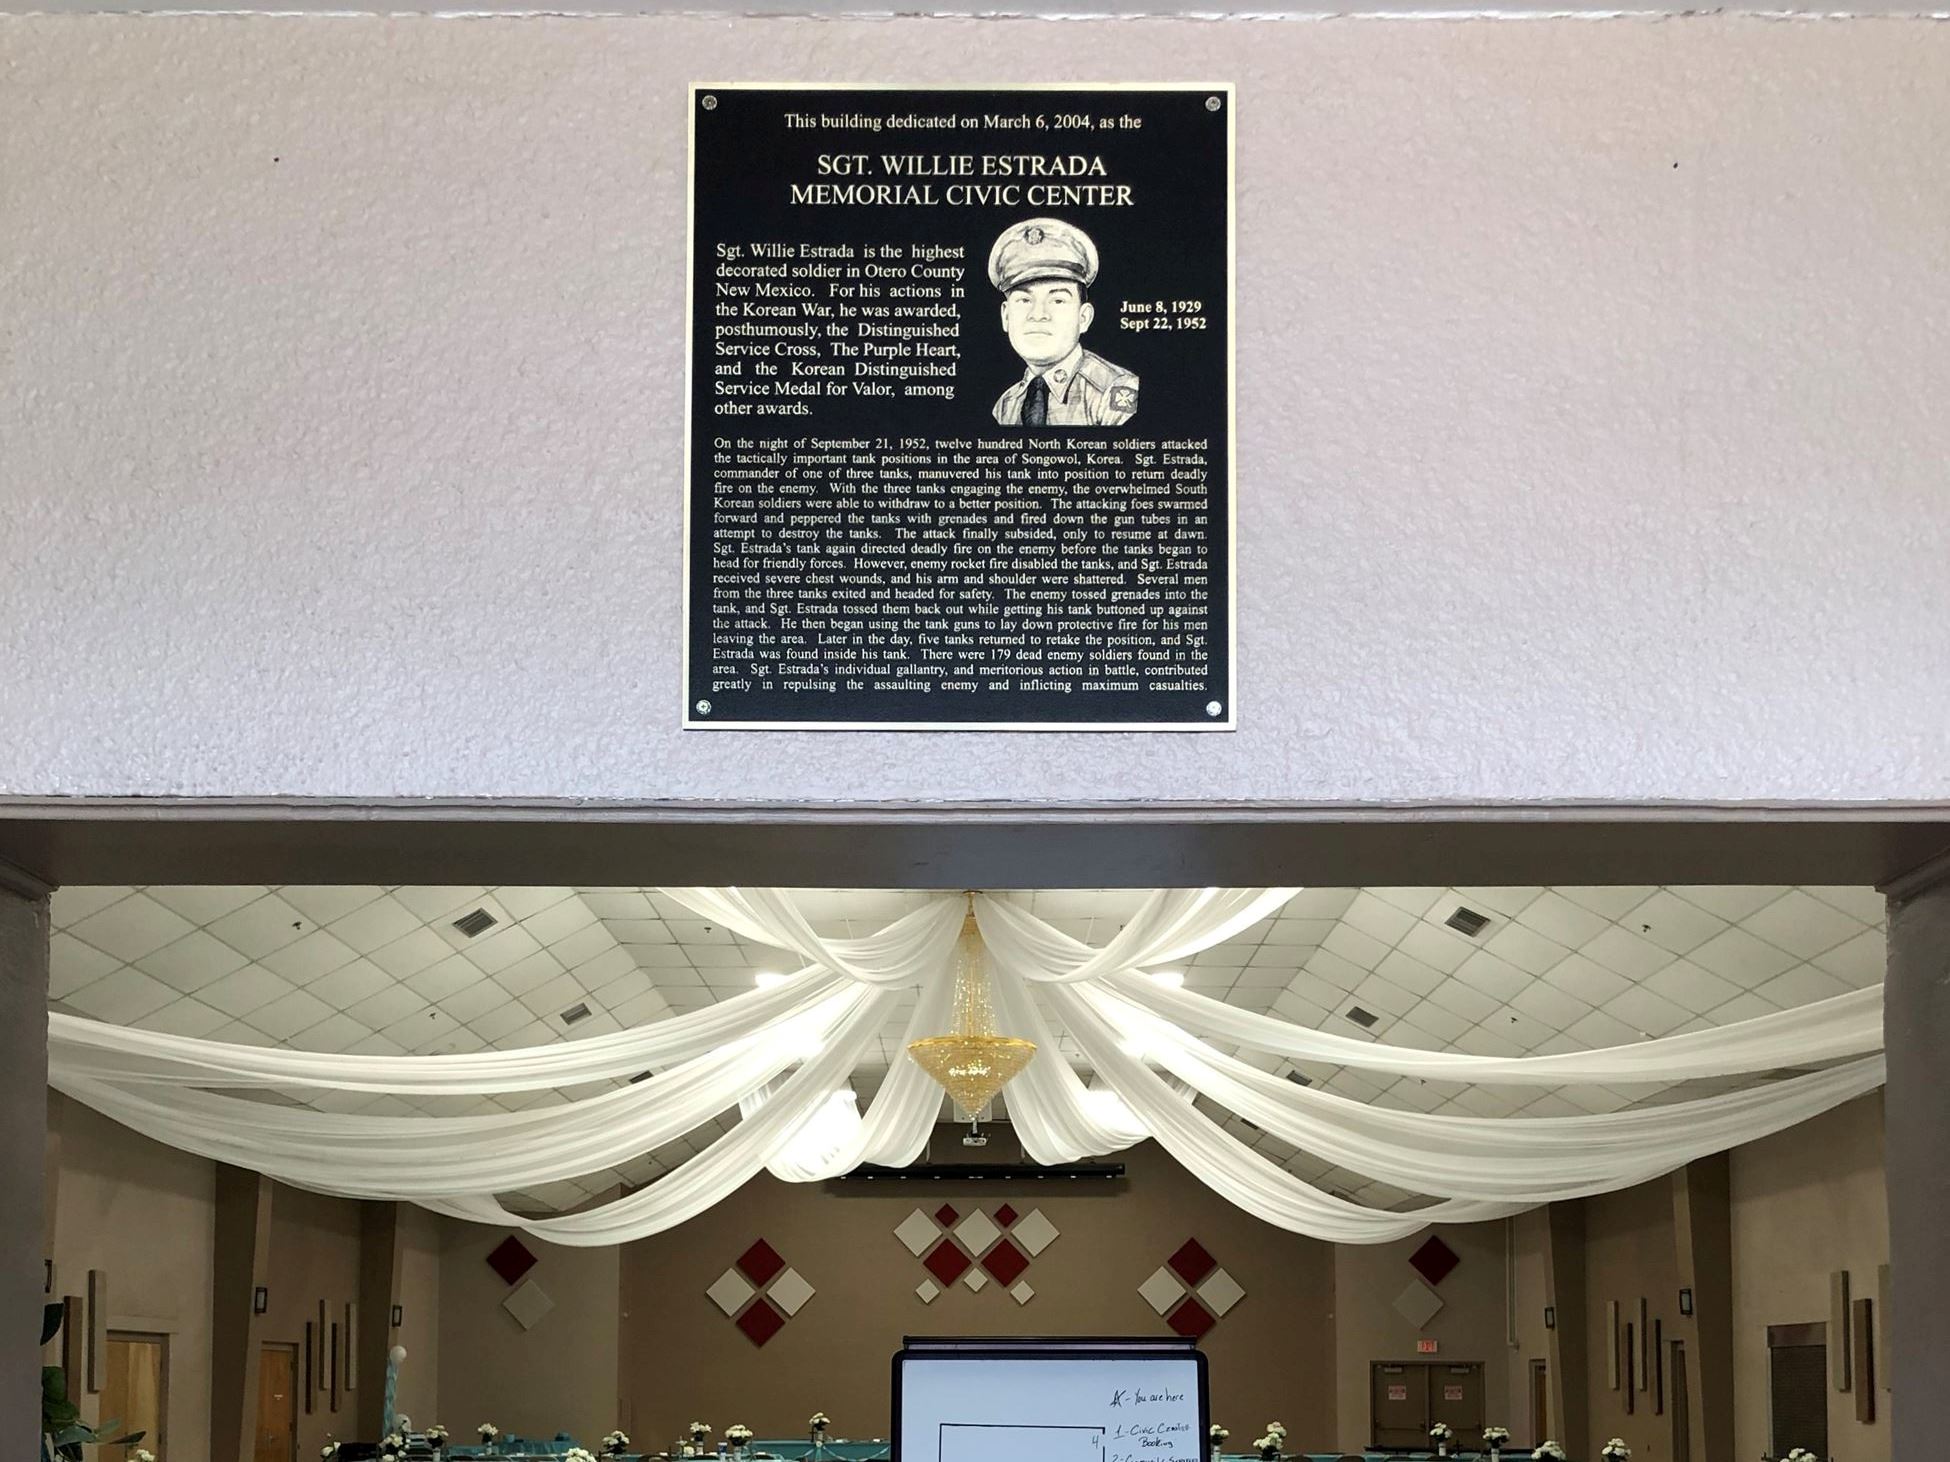 This building dedicated on March 6, 2004, as the
SGT. WILLIE ESTRADA
MEMORIAL CIVIC CENTER
Sgt. Willie Estrada is the highest
decorated soldier in Otero County
New Mexico. For his actions in
the Korean War, he was awarded,
posthumously, the Distinguished
Service Cross, The Purple Heart,
and the Korean Distinguished
Service Medal for Valor, among
other awards.
June 8, 1929
Sept 22, 1952
On the night of September 21, 1952, twelve hundred North Korean soldiers attacked
the tactically important tank positions in the area of Songowol, Korea. Sgt. Estrada,
commander of one of three tanks, manuvered his tank into position to return deadly
fire on the enemy. With the three tanks engaging the enemy, the overwhelmed South
Korean soldiers were able to withdraw to a better position. The attacking foes swarmed
forward and peppered the tanks with grenades and fired down the gun tubes in an
attempt to destroy the tanks. The attack finally subsided, only to resume at dawn.
Sgt. Estrada's tank again directed deadly fire on the enemy before the tanks began to
head for friendly forces. However, enemy rocket fire disabled the tanks, and Sgt. Estrada
received severe chest wounds, and his arm and shoulder were shattered. Several men
from the three tanks exited and headed for safety. The enemy tossed grenades into the
tank, and Sgt. Estrada tossed them back out while getting his tank buttoned up against
the attack. He then began using the tank guns to lay down protective fire for his men
leaving the area. Later in the day, five tanks returned to retake the position, and Sgt.
Estrada was found inside his tank. There were 179 dead enemy soldiers found in the
area. Sgt. Estrada's individual gallantry, and meritorious action in battle, contributed
greatly in repulsing the assaulting enemy and inflicting maximum casualties.
EXIT
- You are here
4
1 - Civic Center
Booking
2 -